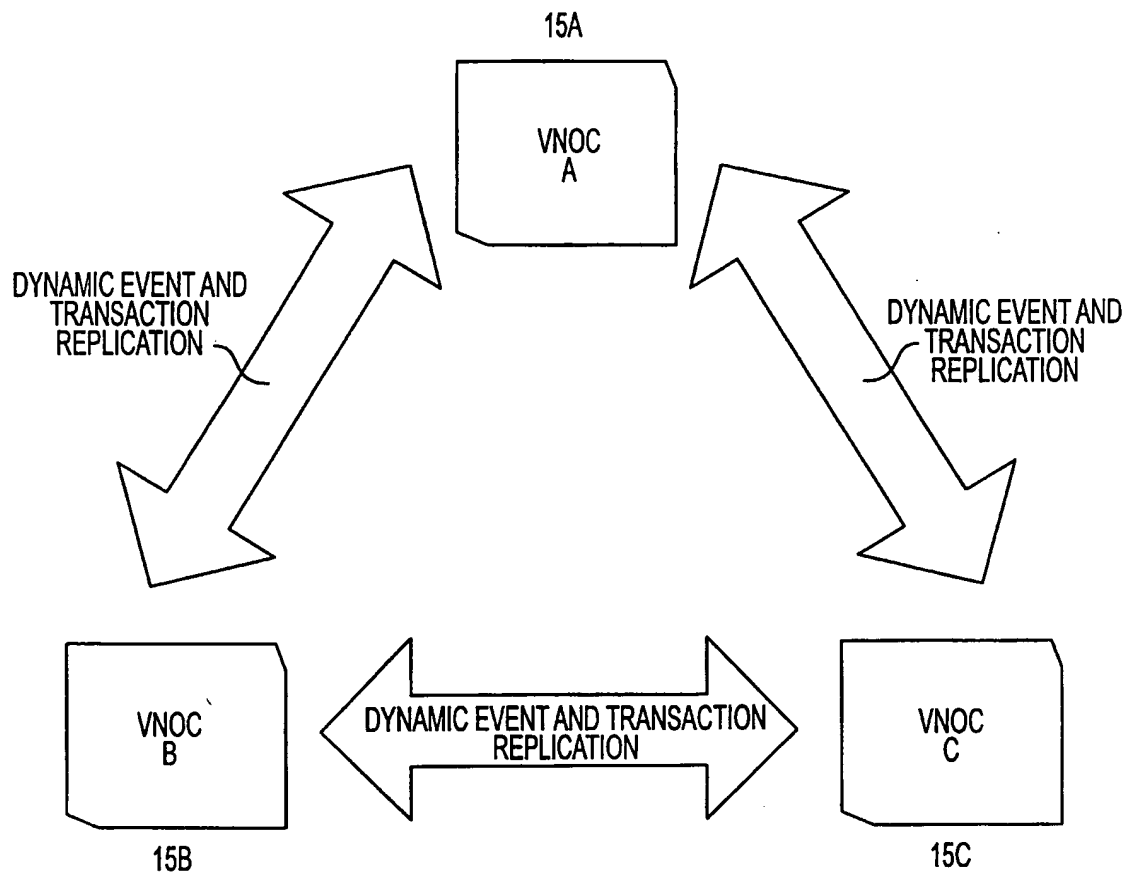 15A
VNOC
A
DYNAMIC EVENT AND
TRANSACTION
REPLICATION
DYNAMIC EVENT AND
TRANSACTION
REPLICATION
VNOC
B
DYNAMIC EVENT AND TRANSACTION
REPLICATION
VNOC
C
15B
15C